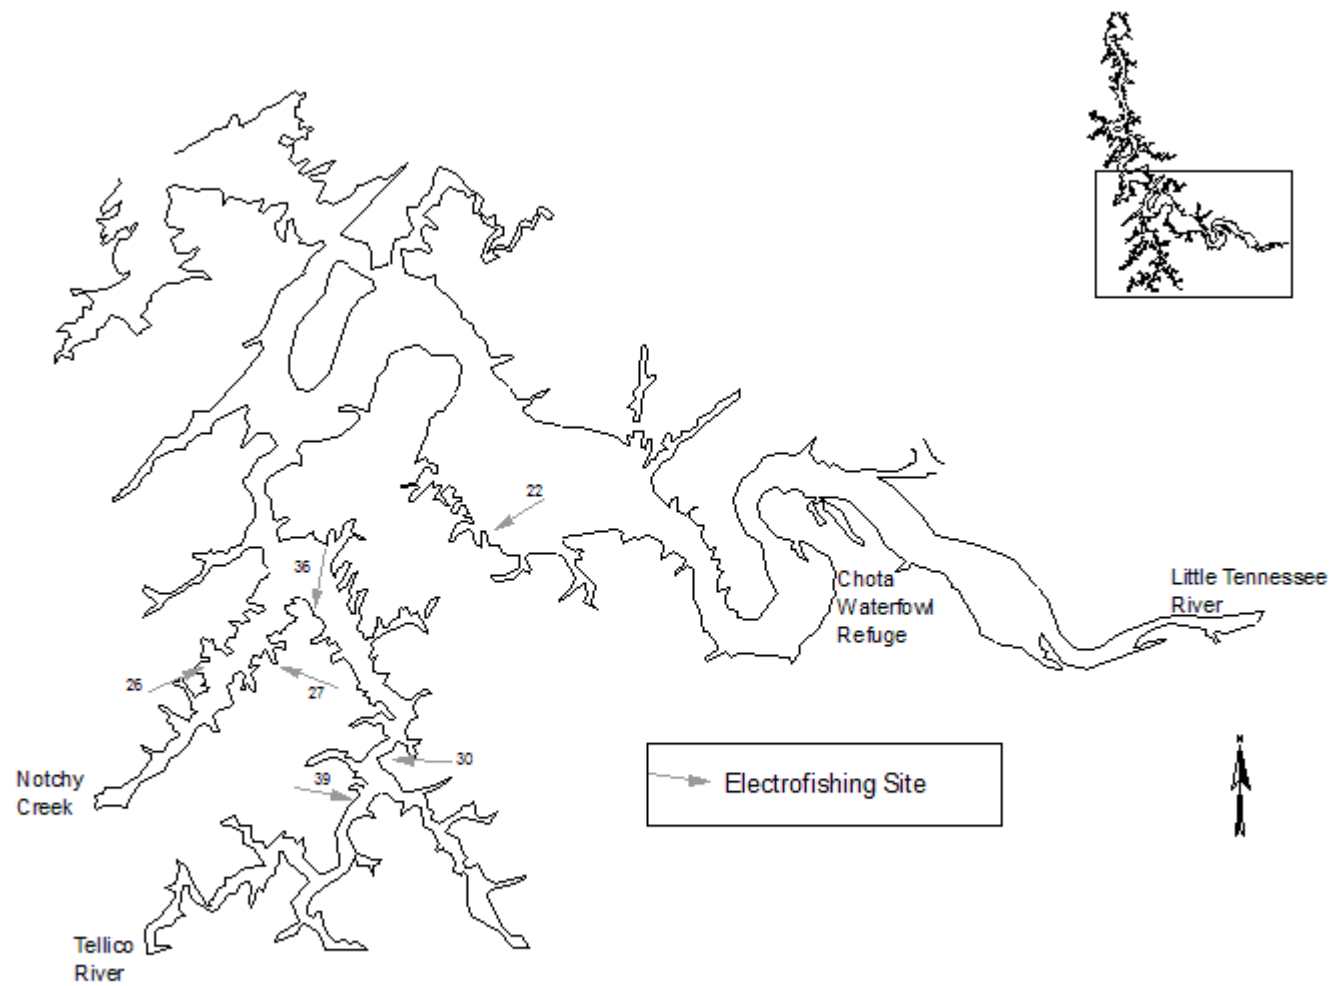 22
36
Chota
Waterfowl
Refuge
Little Tennessee
River
26
27
30
39
Notchy
Creek
Electrofishing Site
N
Tellico
River